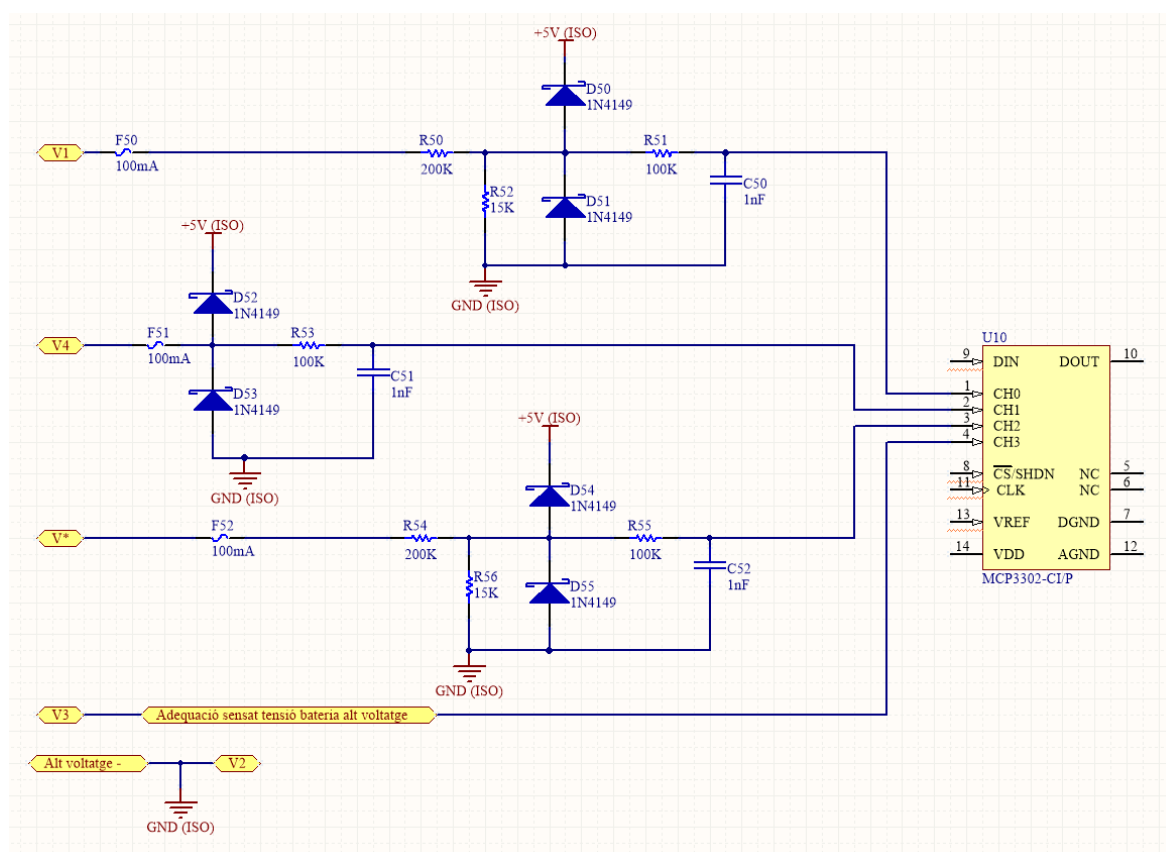 +5V (ISO)
D50
1N4149
V1
F50
100mA
R50
200K
R51
100K
R52
15K
D51
1N4149
C50
1nF
GND (ISO)
+5V (ISO)
D52
1N4149
V4
F51
100mA
R53
100K
D53
1N4149
C51
1nF
GND (ISO)
+5V (ISO)
D54
1N4149
V*
F52
100mA
R54
200K
R55
100K
R56
15K
D55
1N4149
C52
1nF
GND (ISO)
V3
Adequació sensat tensió bateria alt voltatge
Alt voltatge -
V2
GND (ISO)
U10
9 DIN DOUT 10
1 CH0
2 CH1
3 CH2
4 CH3
8 CS/SHDN NC 5
11 CLK NC 6
13 VREF DGND 7
14 VDD AGND 12
MCP3302-CI/P